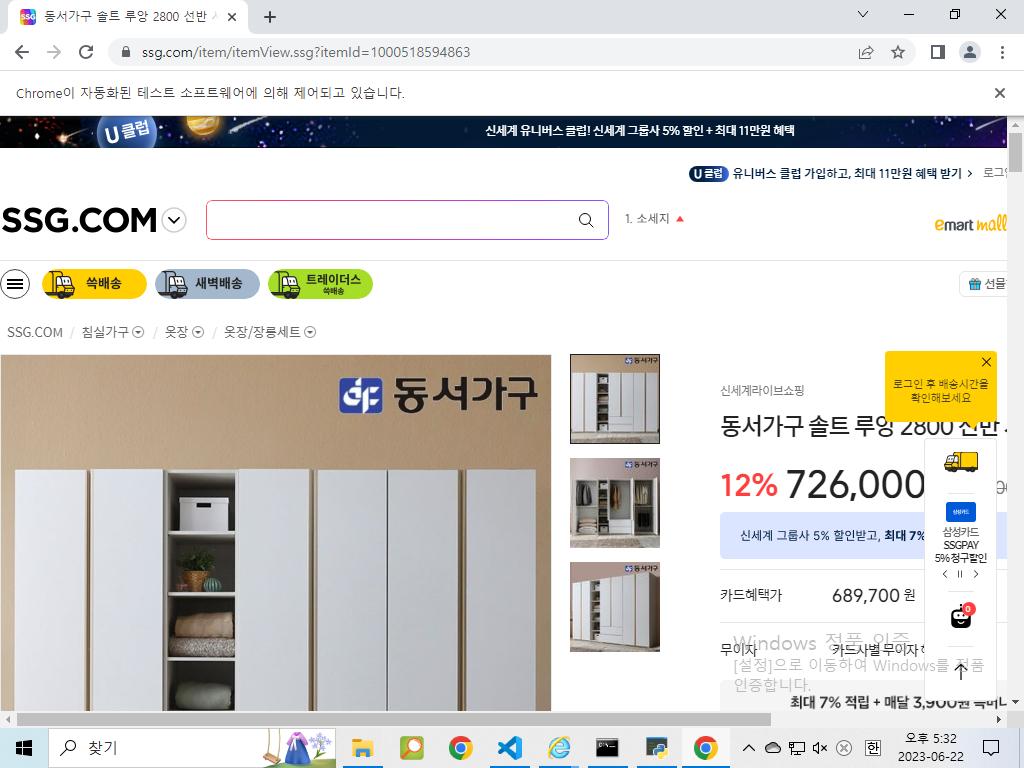 동서가구 솔트 루앙 2800 선반
ssg.com/item/itemView.ssg?itemId=1000518594863
Chrome이 자동화된 테스트 소프트웨어에 의해 제어되고 있습니다.
U 클럽
신세계 유니버스 클럽! 신세계 그룹사 5% 할인 + 최대 11만원 혜택
U 클럽 유니버스 클럽 가입하고, 최대 11만원 혜택 받기 > 로그인
SSG.COM
1. 소세지
emart mall
쓱배송
새벽배송
트레이더스
쓱배송
선물
SSG.COM / 침실가구 / 옷장 / 옷장/장롱세트
동서가구
로그인 후 배송시간을
확인해보세요
신세계라이브쇼핑
동서가구 솔트 루앙 2800 선반
12% 726,000
신세계 그룹사 5% 할인받고, 최대 7%
삼성카드
삼성카드
SSGPAY
5% 청구할인
카드혜택가 689,700 원
0
무이자 카드사별 무이자
Windows 정품 인증
[설정]으로 이동하여 Windows를 정품
인증합니다.
최대 7% 적립 + 매달 3,900원
찾기
한
오후 5:32
2023-06-22